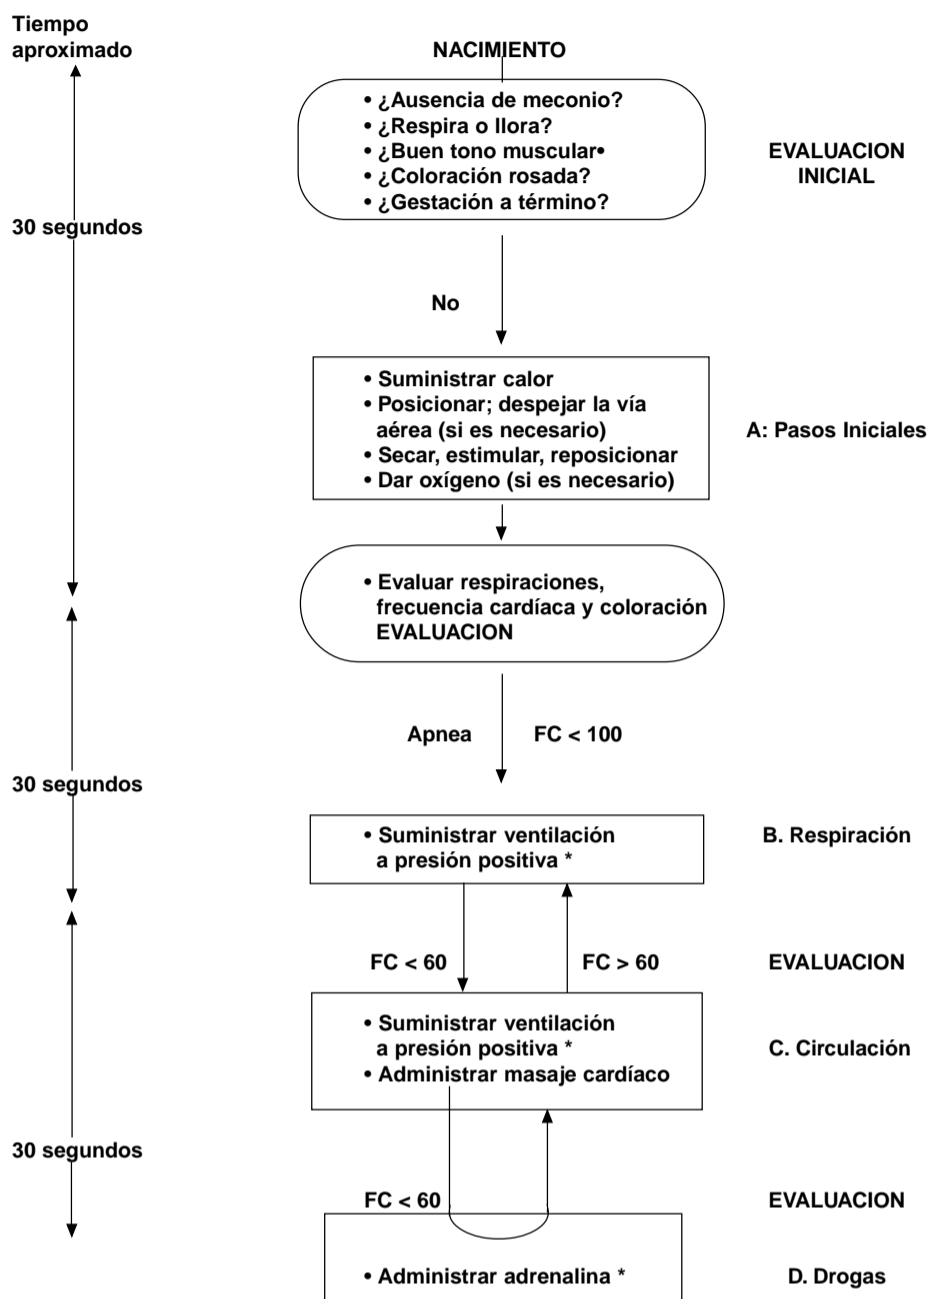 Tiempo
aproximado
NACIMIENTO
• ¿Ausencia de meconio?
• ¿Respira o llora?
• ¿Buen tono muscular•
• ¿Coloración rosada?
• ¿Gestación a término?
EVALUACION
INICIAL
30 segundos
No
• Suministrar calor
• Posicionar; despejar la vía
aérea (si es necesario)
• Secar, estimular, reposicionar
• Dar oxígeno (si es necesario)
A: Pasos Iniciales
• Evaluar respiraciones,
frecuencia cardíaca y coloración
EVALUACION
Apnea FC < 100
30 segundos
• Suministrar ventilación
a presión positiva *
B. Respiración
FC < 60 FC > 60 EVALUACION
• Suministrar ventilación
a presión positiva *
• Administrar masaje cardíaco
C. Circulación
30 segundos
FC < 60 EVALUACION
• Administrar adrenalina * D. Drogas